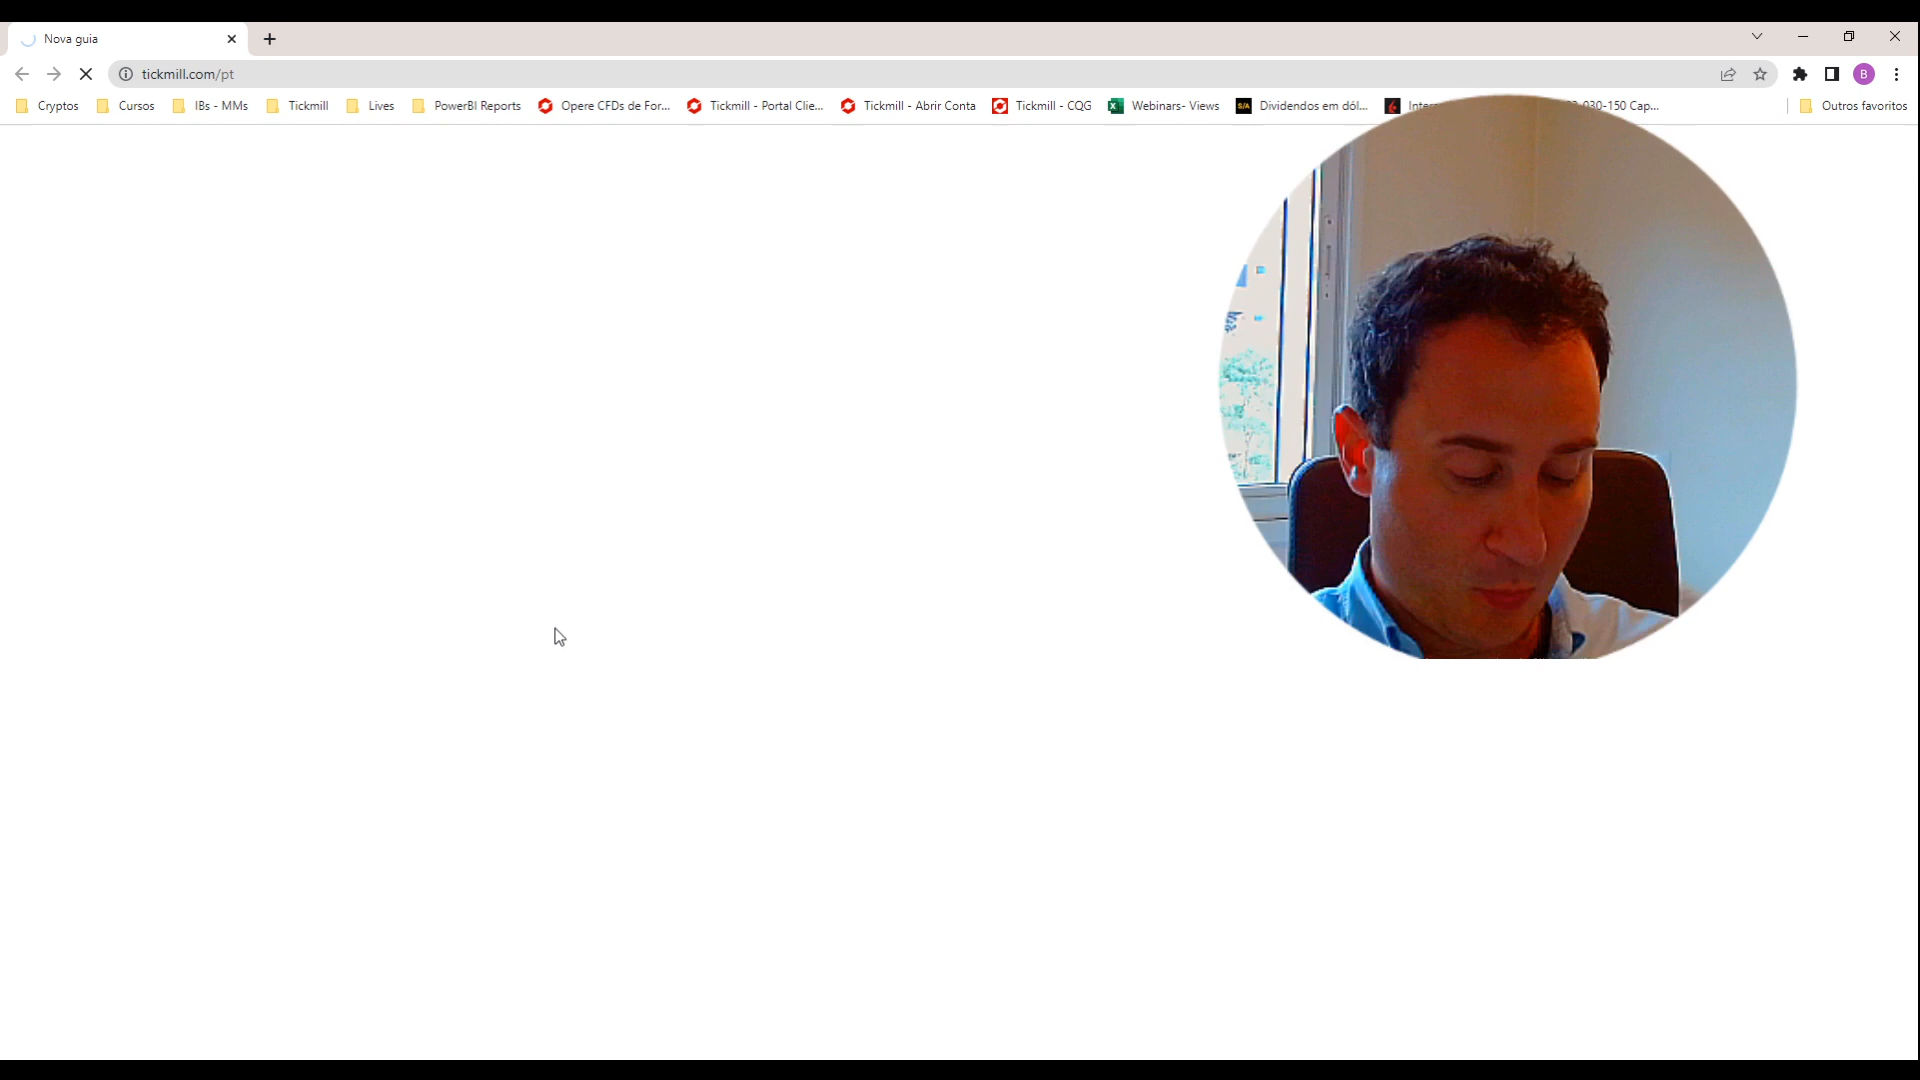 Nova guia
tickmill.com/pt
Cryptos Cursos IBs - MMs Tickmill Lives PowerBI Reports Opere CFDs de For... Tickmill - Portal Clie... Tickmill - Abrir Conta Tickmill - CQG Webinars- Views Dividendos em dól... Cap... Outros favoritos
B